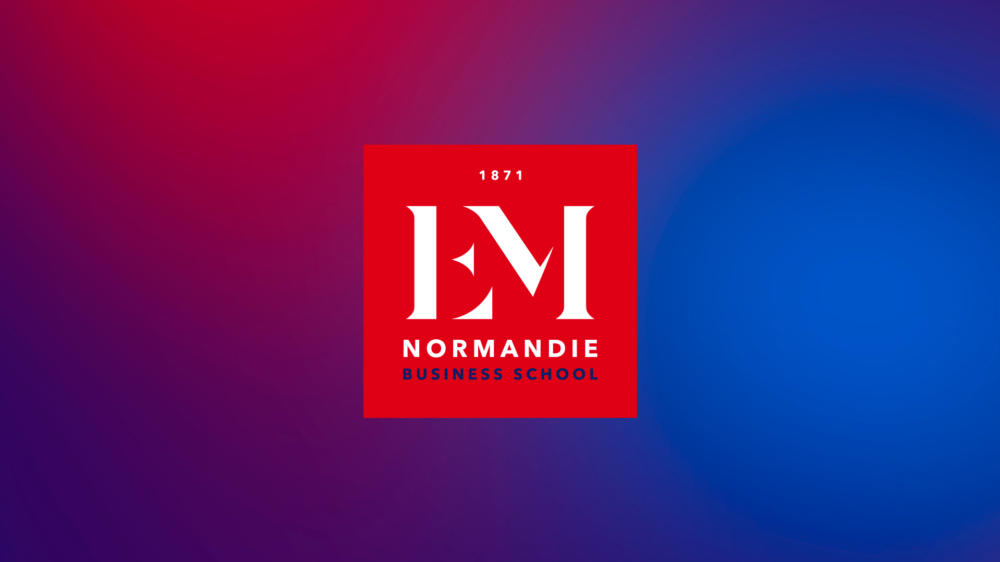 1871
EM
NORMANDIE
BUSINESS SCHOOL